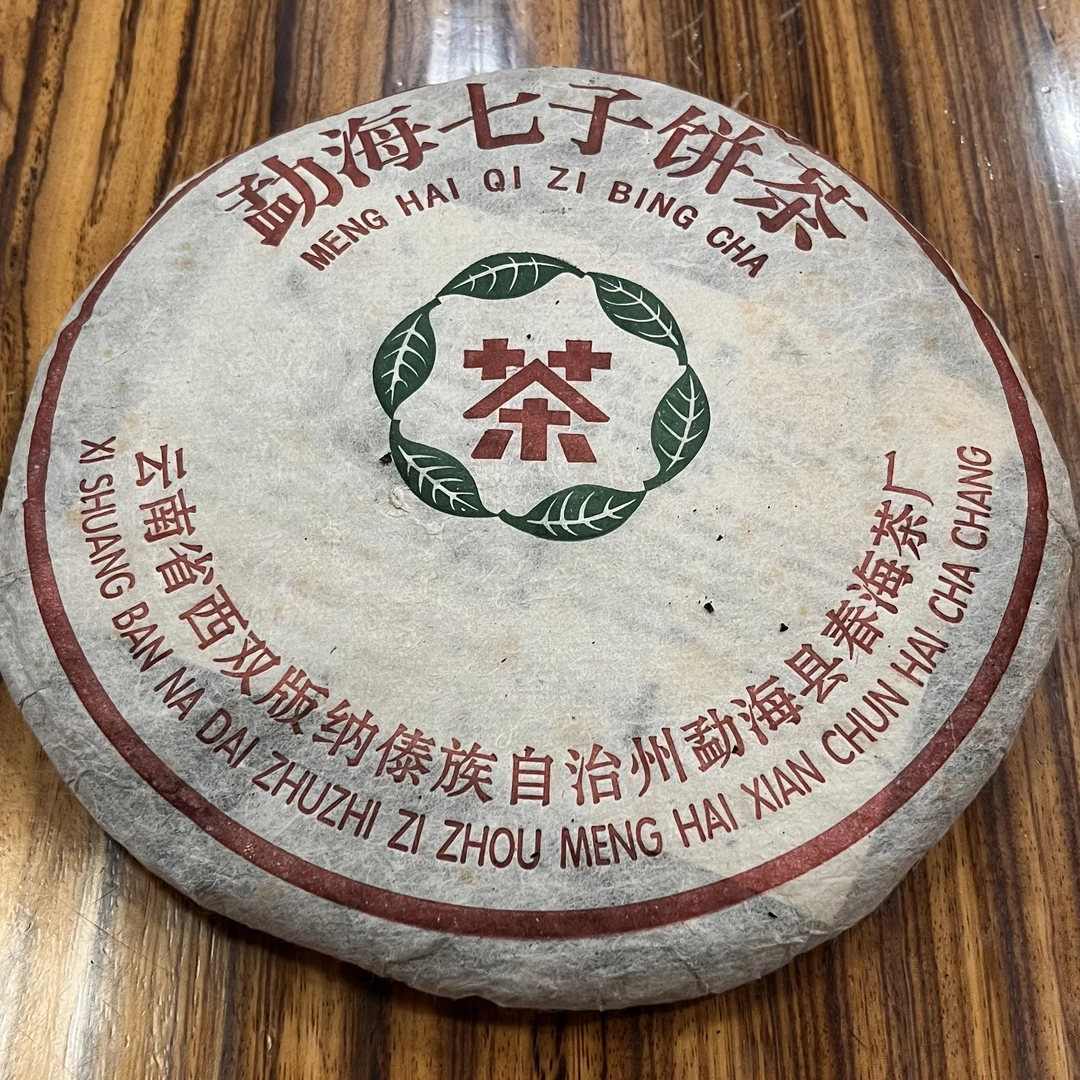 勐海七子饼茶
MENG HAI QI ZI BING CHA
茶
云南省西双版纳傣族自治州勐海县春海茶厂
XI SHUANG BAN NA DAI ZHUZHI ZI ZHOU MENG HAI XIAN CHUN HAI CHA CHANG